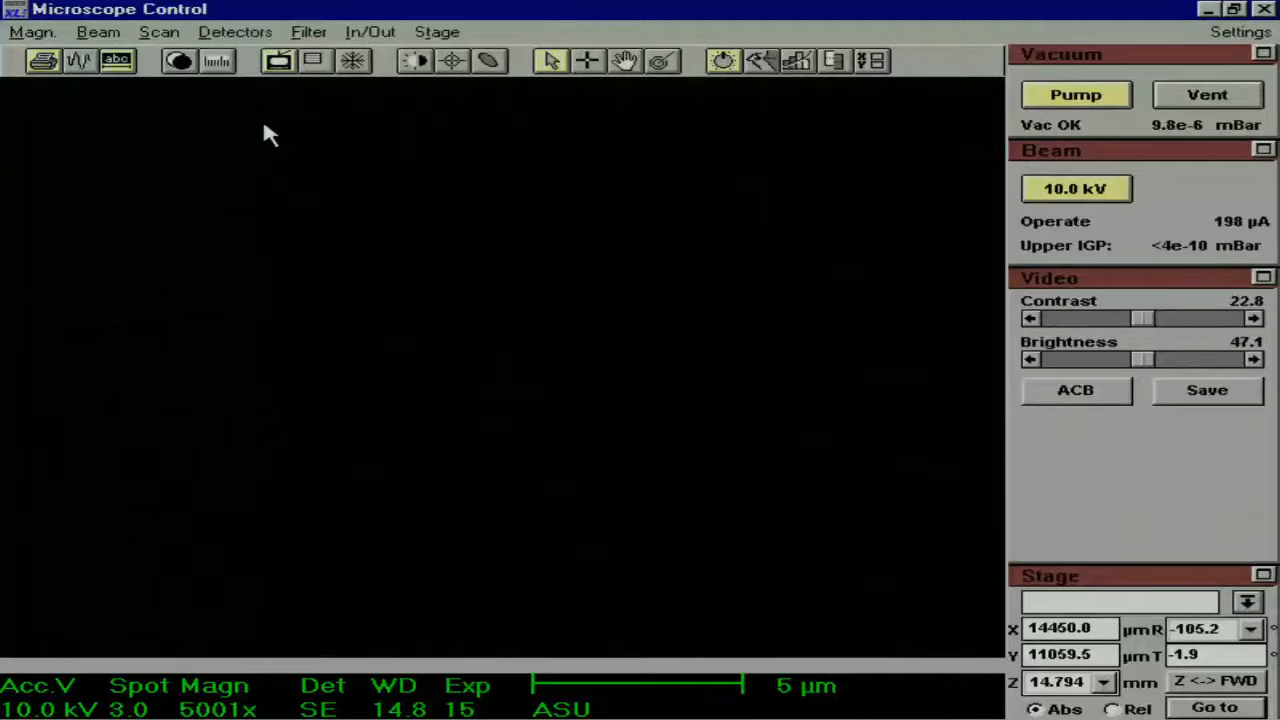 Microscope Control
Magn. Beam Scan Detectors Filter In/Out Stage Settings
abc
Vacuum
Pump Vent
Vac OK 9.8e-6 mBar
Beam
10.0 kV
Operate 198 µA
Upper IGP: <4e-10 mBar
Video
Contrast 22.8
Brightness 47.1
ACB Save
Stage
X 14450.0 µm R -105.2 °
Y 11059.5 µm T -1.9 °
Z 14.794 mm Z <-> FWD
Abs Rel Go to
Acc.V Spot Magn Det WD Exp 5 µm
10.0 kV 3.0 5001x SE 14.8 15 ASU